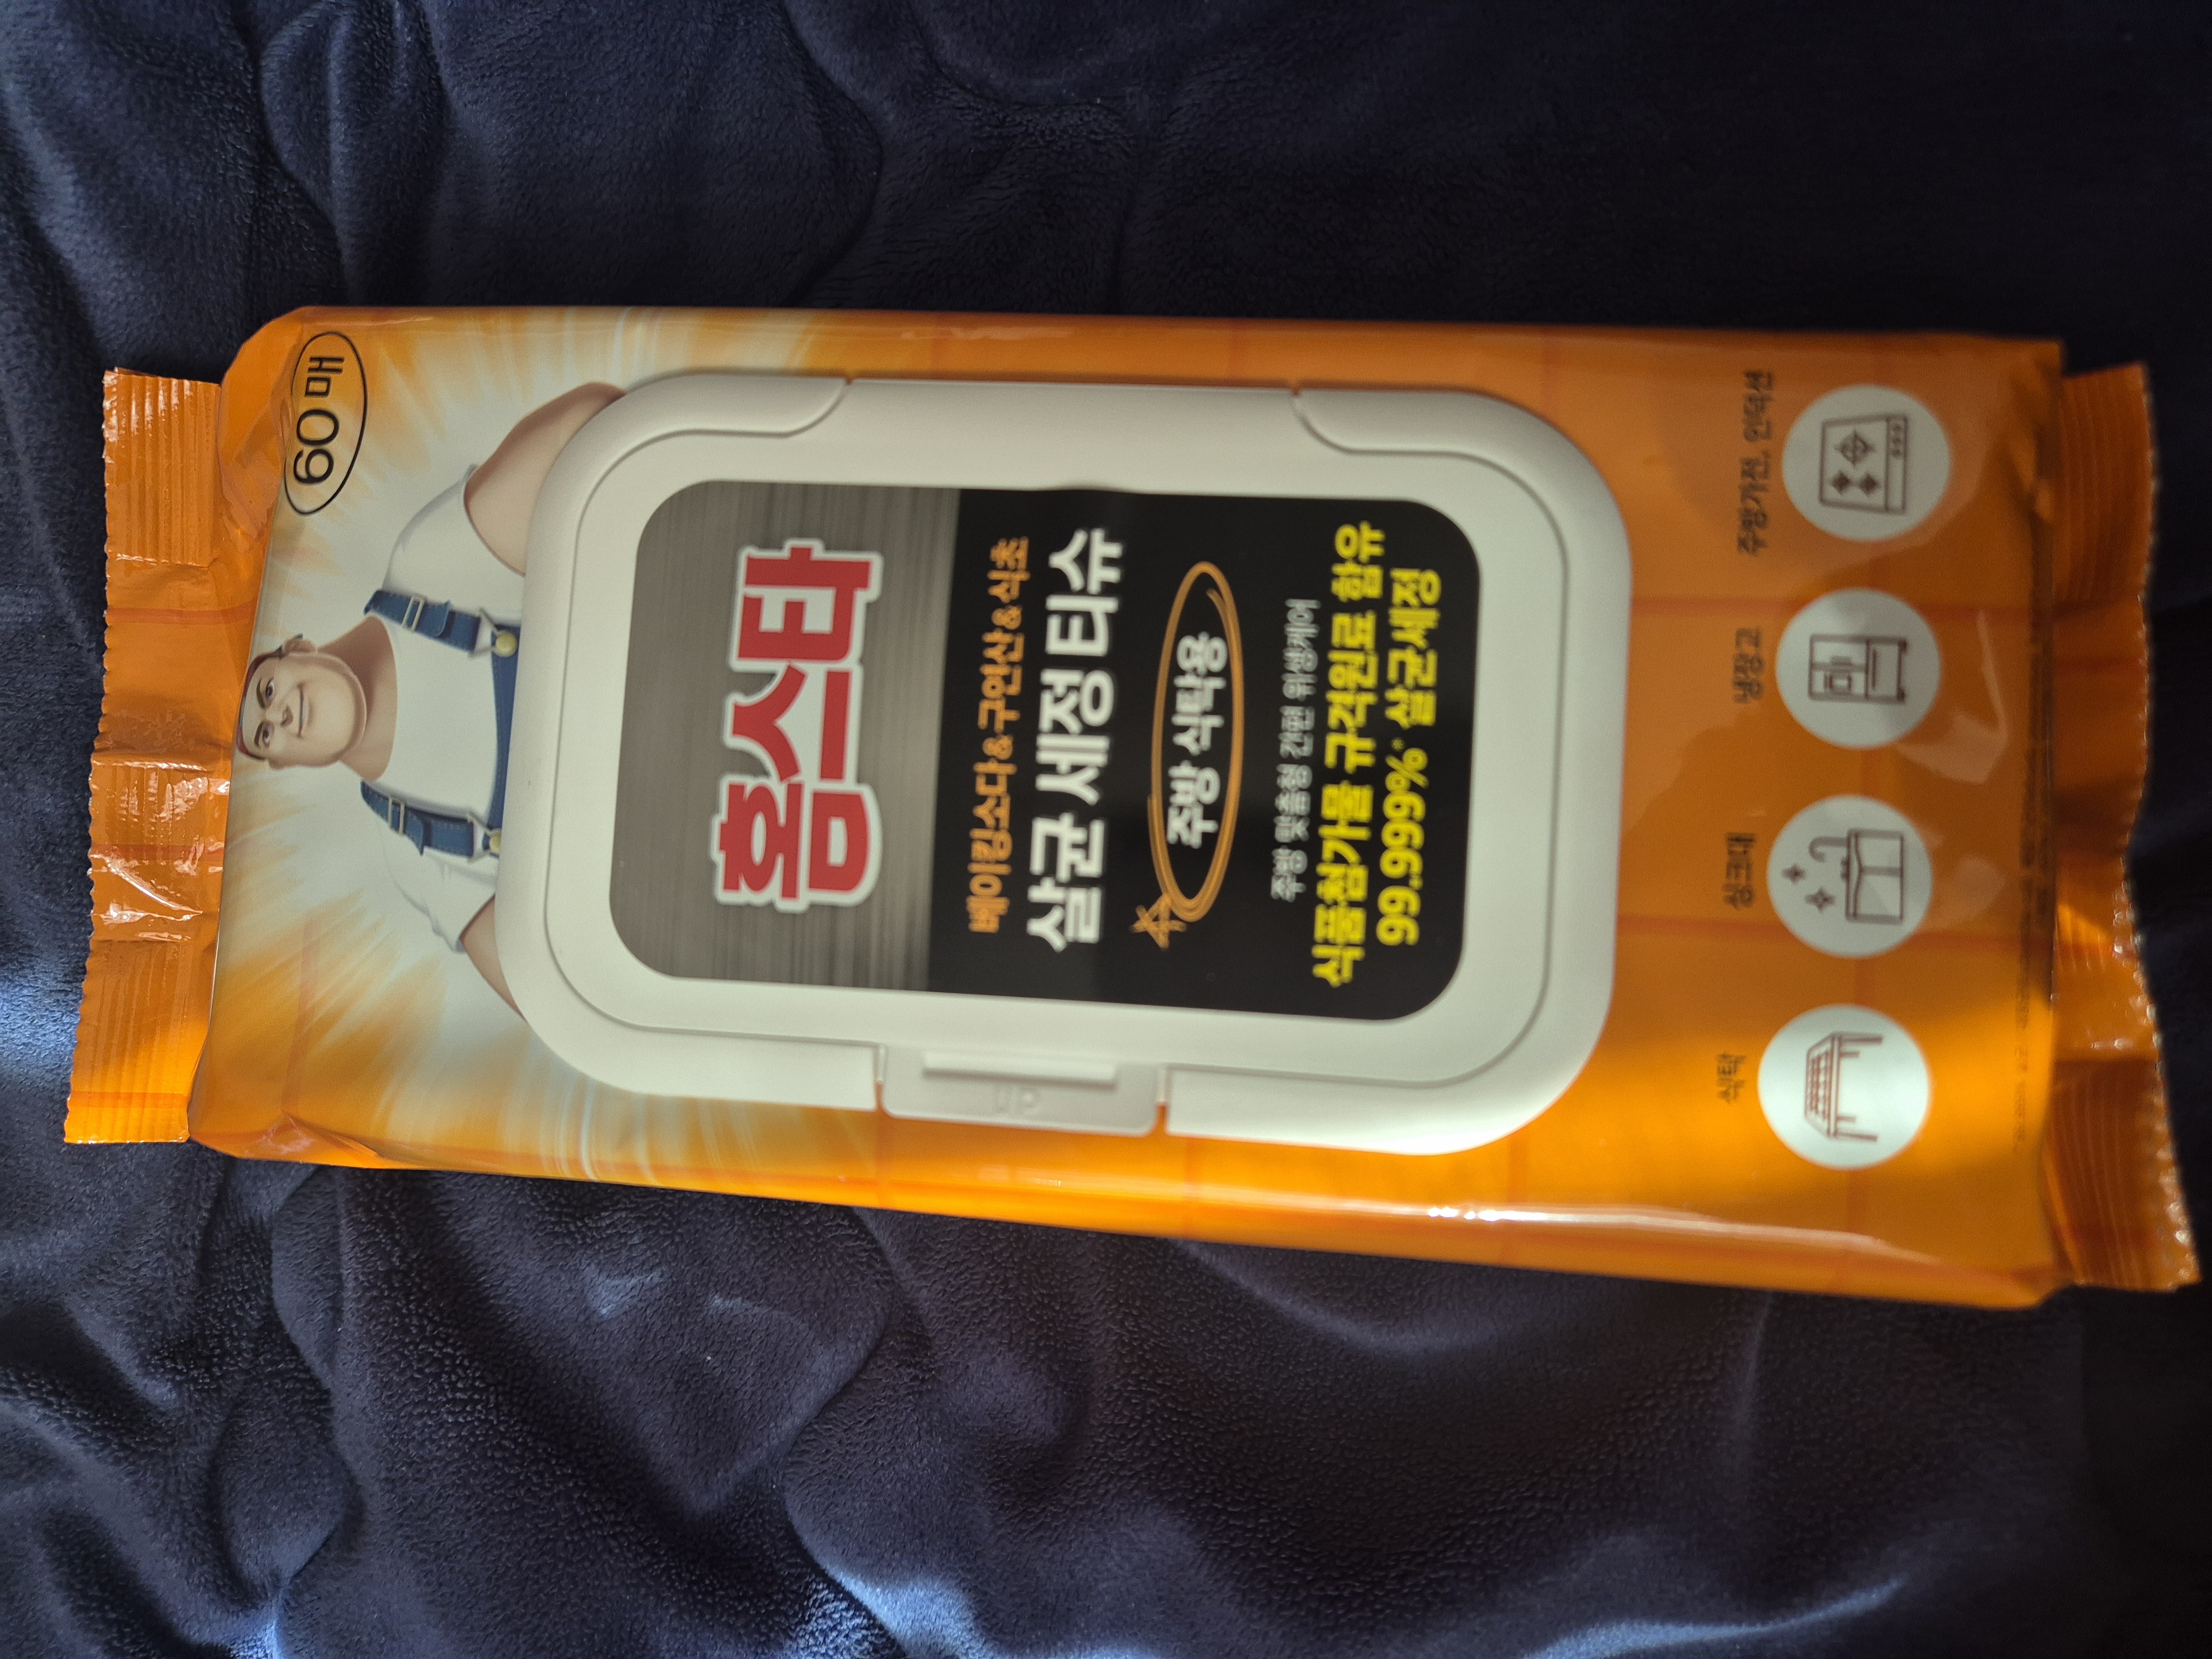 60매
홈스타
베이킹소다&구연산&식초
살균 세정 티슈
주방 식탁용
주방 맞춤형 간편 위생케어
식품첨가물 규격원료 함유
99.999%* 살균세정
UP
식탁
싱크대
냉장고
주방가전, 인덕션